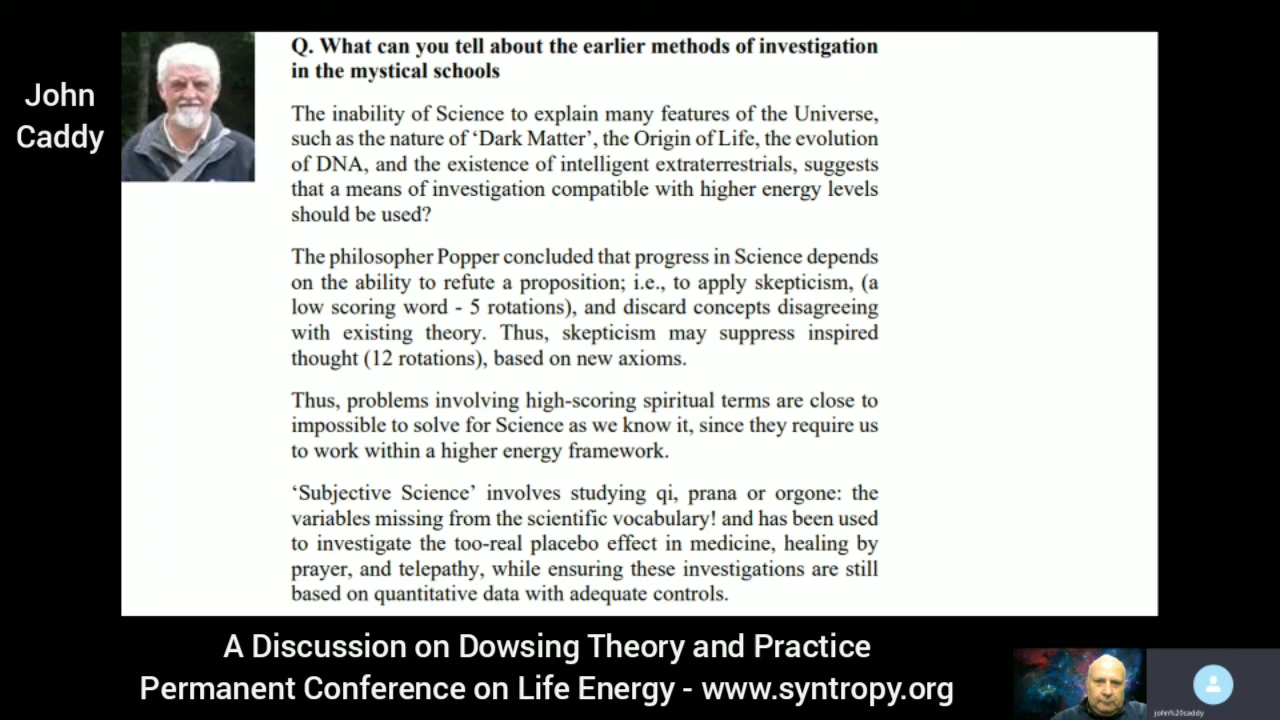 John
Caddy
Q. What can you tell about the earlier methods of investigation
in the mystical schools
The inability of Science to explain many features of the Universe,
such as the nature of ‘Dark Matter’, the Origin of Life, the evolution
of DNA, and the existence of intelligent extraterrestrials, suggests
that a means of investigation compatible with higher energy levels
should be used?
The philosopher Popper concluded that progress in Science depends
on the ability to refute a proposition; i.e., to apply skepticism, (a
low scoring word - 5 rotations), and discard concepts disagreeing
with existing theory. Thus, skepticism may suppress inspired
thought (12 rotations), based on new axioms.
Thus, problems involving high-scoring spiritual terms are close to
impossible to solve for Science as we know it, since they require us
to work within a higher energy framework.
‘Subjective Science’ involves studying qi, prana or orgone: the
variables missing from the scientific vocabulary! and has been used
to investigate the too-real placebo effect in medicine, healing by
prayer, and telepathy, while ensuring these investigations are still
based on quantitative data with adequate controls.
A Discussion on Dowsing Theory and Practice
Permanent Conference on Life Energy - www.syntropy.org
john%20caddy